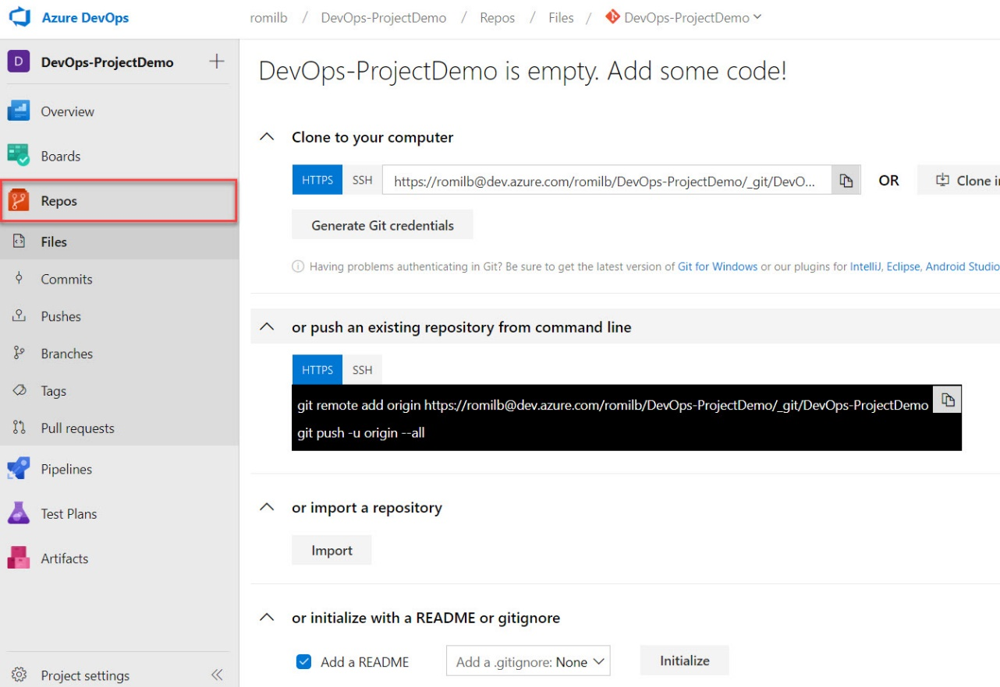 Azure DevOps
romilb / DevOps-ProjectDemo / Repos / Files / DevOps-ProjectDemo
D DevOps-ProjectDemo
Overview
Boards
Repos
Files
Commits
Pushes
Branches
Tags
Pull requests
Pipelines
Test Plans
Artifacts
Project settings
DevOps-ProjectDemo is empty. Add some code!
Clone to your computer
HTTPS SSH https://romilb@dev.azure.com/romilb/DevOps-ProjectDemo/_git/DevO... OR Clone in
Generate Git credentials
Having problems authenticating in Git? Be sure to get the latest version of Git for Windows or our plugins for IntelliJ, Eclipse, Android Studio
or push an existing repository from command line
HTTPS SSH
git remote add origin https://romilb@dev.azure.com/romilb/DevOps-ProjectDemo/_git/DevOps-ProjectDemo
git push -u origin --all
or import a repository
Import
or initialize with a README or gitignore
Add a README Add a .gitignore: None Initialize